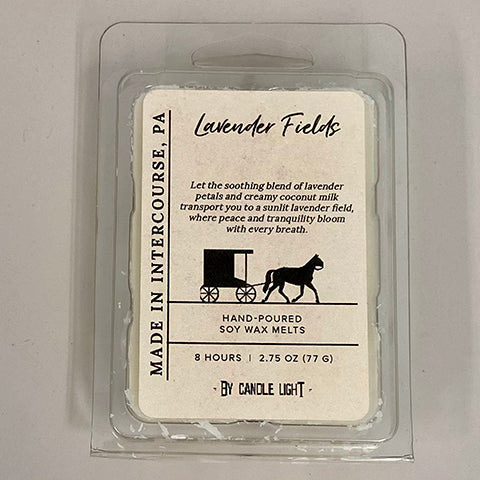 Lavender Fields
MADE IN INTERCOURSE, PA
Let the soothing blend of lavender
petals and creamy coconut milk
transport you to a sunlit lavender field,
where peace and tranquility bloom
with every breath.
HAND-POURED
SOY WAX MELTS
8 HOURS | 2.75 OZ (77 G)
- BY CANDLE LIGHT -